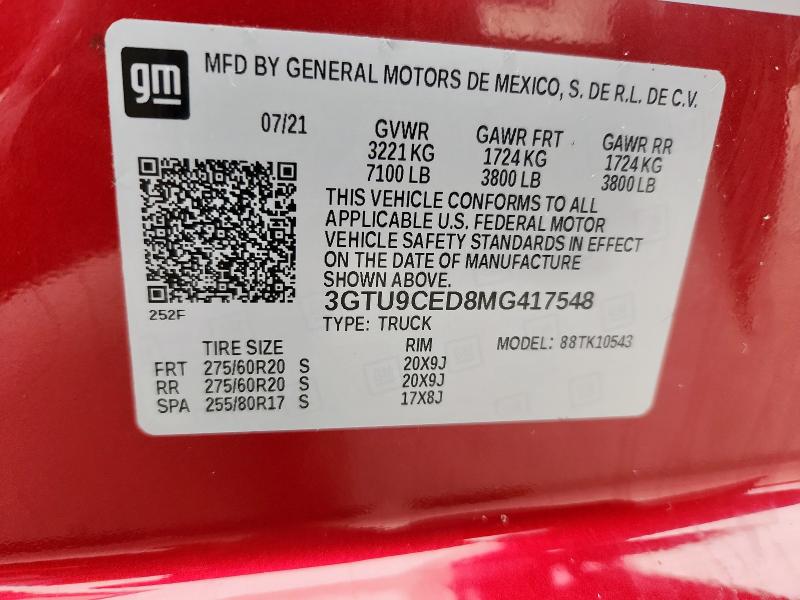 gm
MFD BY GENERAL MOTORS DE MEXICO, S. DE R.L. DE C.V.
07/21 GVWR GAWR FRT GAWR RR
3221 KG 1724 KG 1724 KG
7100 LB 3800 LB 3800 LB
THIS VEHICLE CONFORMS TO ALL
APPLICABLE U.S. FEDERAL MOTOR
VEHICLE SAFETY STANDARDS IN EFFECT
ON THE DATE OF MANUFACTURE
SHOWN ABOVE.
3GTU9CED8MG417548
252F
TYPE: TRUCK
TIRE SIZE RIM MODEL: 88TK10543
FRT 275/60R20 S 20X9J
RR 275/60R20 S 20X9J
SPA 255/80R17 S 17X8J